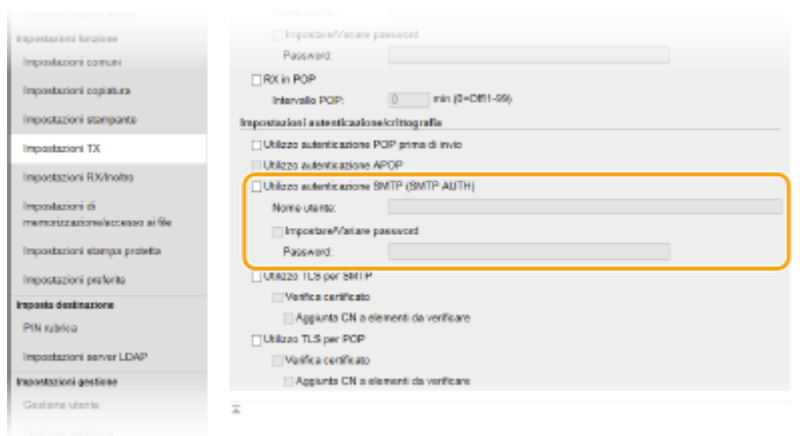 Impostazioni funzione
Impostazioni comuni
Impostazioni copiatura
Impostazioni stampante
Impostazioni TX
Impostazioni RX/Inoltro
Impostazioni di
memorizzazione/accesso ai file
Impostazioni stampa protetta
Impostazioni preferite
Imposta destinazione
PIN rubrica
Impostazioni server LDAP
Impostazioni gestione
Gestione utente
Impostare/Variare password
Password:
RX in POP
Intervallo POP:
0
min.(0=Off/1-99)
Impostazioni autenticazione/crittografia
Utilizzo autenticazione POP prima di invio
Utilizzo autenticazione APOP
Utilizzo autenticazione SMTP (SMTP AUTH)
Nome utente:
Impostare/Variare password
Password:
Utilizzo TLS per SMTP
Verifica certificato
Aggiunta CN a elementi da verificare
Utilizzo TLS per POP
Verifica certificato
Aggiunta CN a elementi da verificare